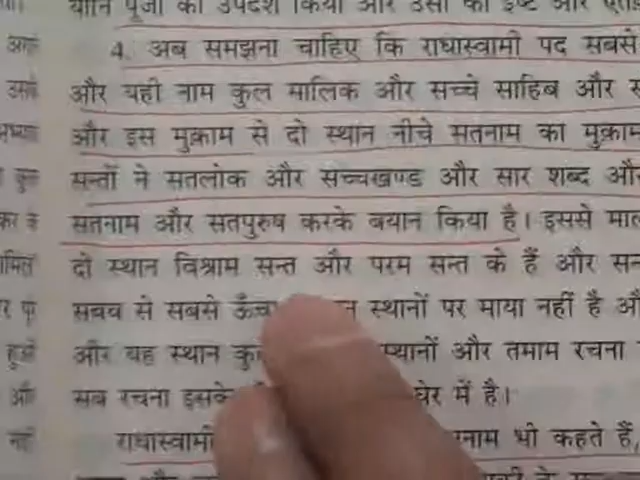 पूजा का उपदेश किया और उसी को इष्ट और
4. अब समझना चाहिए कि राधास्वामी पद सबसे
और यही नाम कुल मालिक और सच्चे साहिब और
और इस मुक़ाम से दो स्थान नीचे सतनाम का मुक़ाम
सन्तों ने सतलोक और सच्चखण्ड और सार शब्द और
सतनाम और सतपुरुष करके बयान किया है। इससे
दो स्थान विश्राम सन्त और परम सन्त के हैं और
सबब से सबसे ऊँचा स्थानों पर माया नहीं है
और यह स्थान स्थानों और तमाम रचना
सब रचना इसके घेर में है।
राधास्वामी भी कहते हैं,